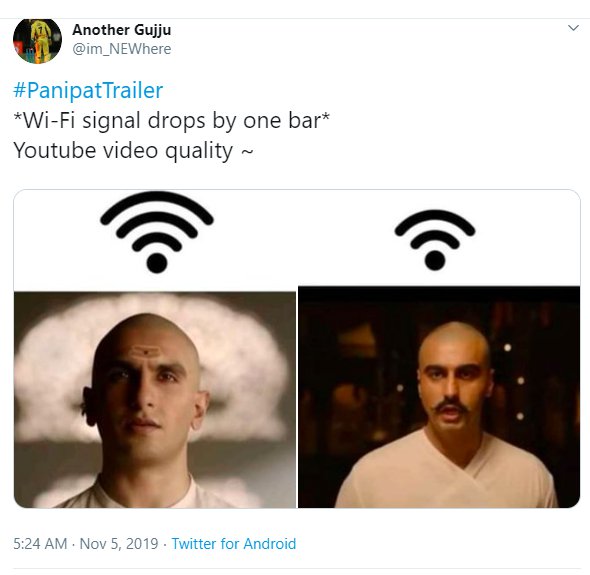 Another Gujju
@im_NEWhere
#PanipatTrailer
*Wi-Fi signal drops by one bar*
Youtube video quality ~
5:24 AM · Nov 5, 2019 · Twitter for Android